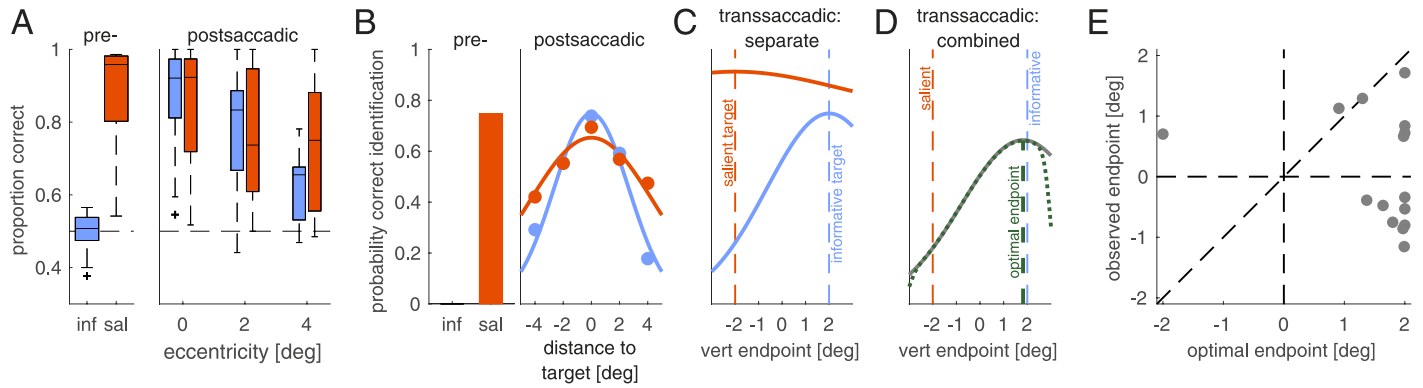 A
pre-
postsaccadic
proportion correct
1
0.8
0.6
0.4
inf sal
0 2 4
eccentricity [deg]
B
pre-
postsaccadic
probability correct identification
1
0.8
0.6
0.4
0.2
0
inf sal
-4 -2 0 2 4
distance to
target [deg]
C
transsaccadic:
separate
salient target
informative target
-2 -1 0 1 2
vert endpoint [deg]
D
transsaccadic:
combined
salient
informative
optimal endpoint
-2 -1 0 1 2
vert endpoint [deg]
E
observed endpoint [deg]
2
1
0
-1
-2
-2 -1 0 1 2
optimal endpoint [deg]